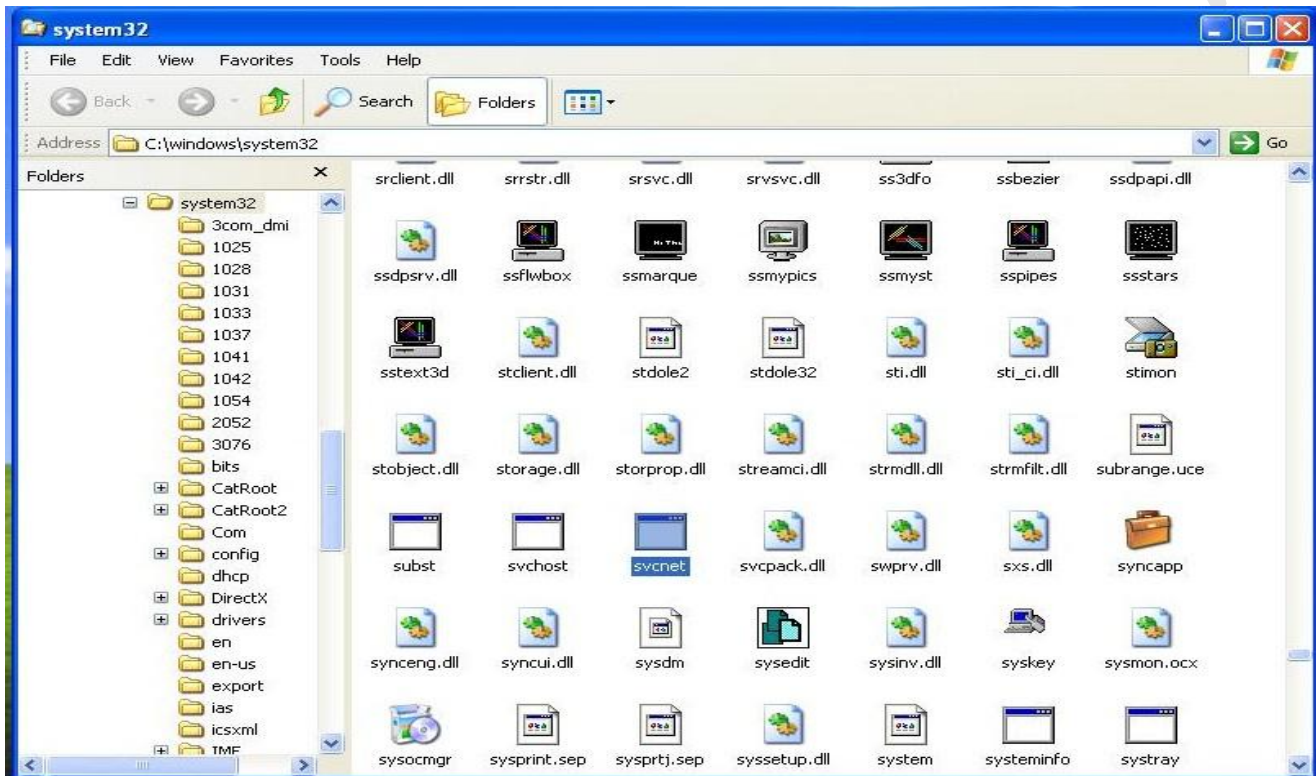 system32
File Edit View Favorites Tools Help
Back Search Folders
Address C:\windows\system32 Go
Folders
system32
3com_dmi
1025
1028
1031
1033
1037
1041
1042
1054
2052
3076
bits
CatRoot
CatRoot2
Com
config
dhcp
DirectX
drivers
en
en-us
export
ias
icsxml
IME
srclient.dll srrstr.dll srsvc.dll srvsvc.dll ss3dfo ssbezier ssdpapi.dll
ssdpsrv.dll ssflwbox ssmarque ssmypics ssmyst sspipes ssstars
sstext3d stclient.dll stdole2 stdole32 sti.dll sti_ci.dll stimon
stobject.dll storage.dll storprop.dll streamci.dll strmdll.dll strmfilt.dll subrange.uce
subst svchost svcnet svcpack.dll swprv.dll sxs.dll syncapp
synceng.dll syncui.dll sysdm sysedit sysinv.dll syskey sysmon.ocx
sysocmgr sysprint.sep sysprtj.sep syssetup.dll system systeminfo systray